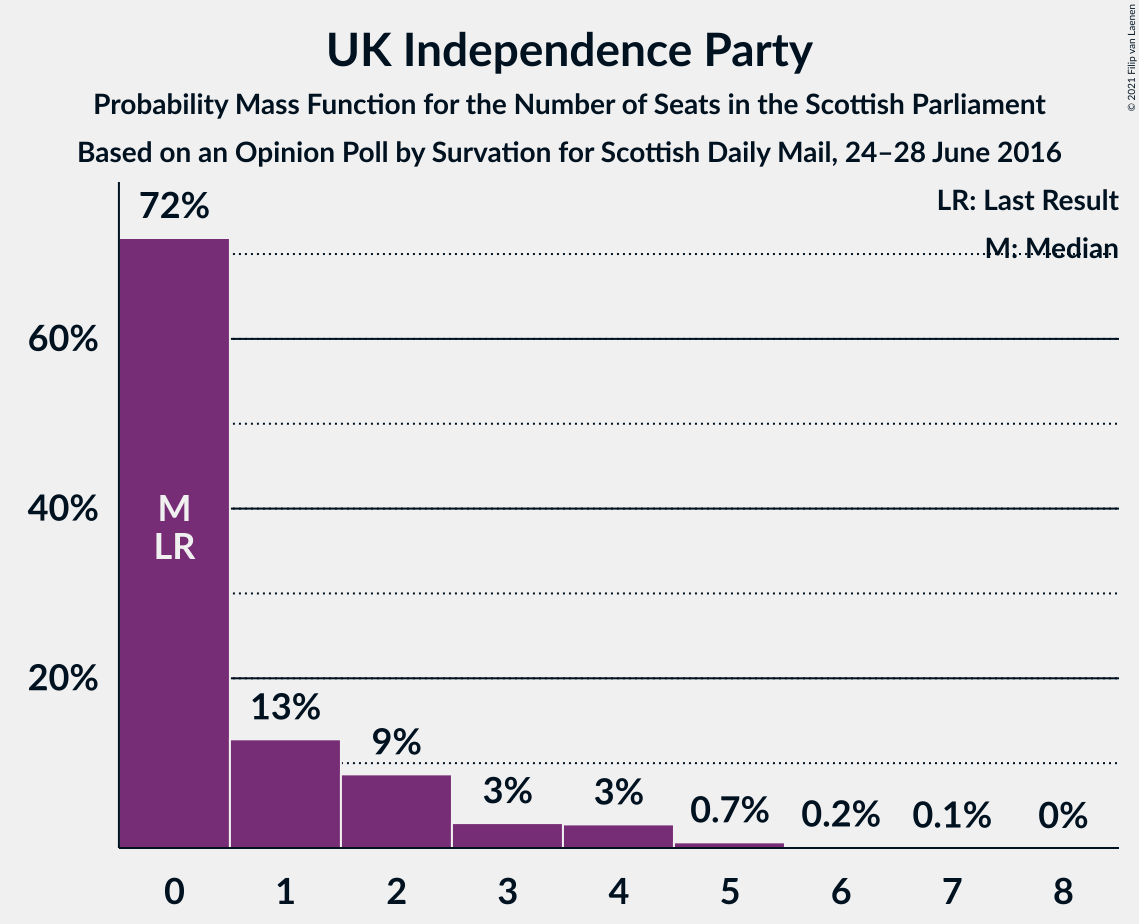 UK Independence Party
Probability Mass Function for the Number of Seats in the Scottish Parliament
Based on an Opinion Poll by Survation for Scottish Daily Mail, 24–28 June 2016
© 2021 Filip van Laenen
LR: Last Result
M: Median
72%
60%
40%
20%
M
LR
13%
9%
3%
3%
0.7%
0.2%
0.1%
0%
0 1 2 3 4 5 6 7 8